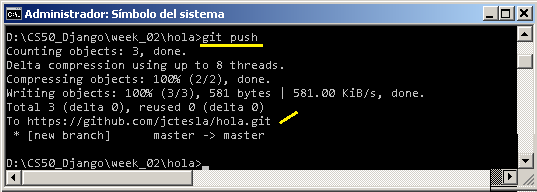 Administrador: Símbolo del sistema
D:\CS50_Django\week_02\hola>git push
Counting objects: 3, done.
Delta compression using up to 8 threads.
Compressing objects: 100% (2/2), done.
Writing objects: 100% (3/3), 581 bytes | 581.00 KiB/s, done.
Total 3 (delta 0), reused 0 (delta 0)
To https://github.com/jctesla/hola.git
 * [new branch]      master -> master
D:\CS50_Django\week_02\hola>